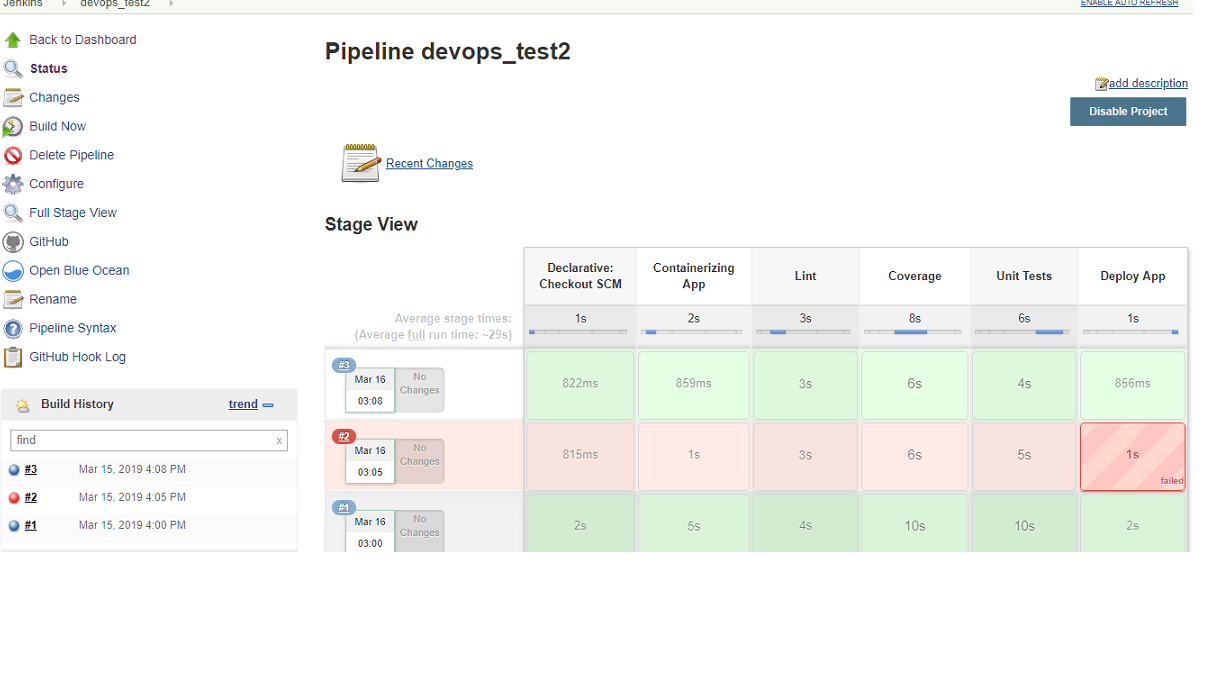 Jenkins
devops_test2
ENABLE AUTO REFRESH
Back to Dashboard
Status
Changes
Build Now
Delete Pipeline
Configure
Full Stage View
GitHub
Open Blue Ocean
Rename
Pipeline Syntax
GitHub Hook Log
Build History
trend
find
x
#3 Mar 15, 2019 4:08 PM
#2 Mar 15, 2019 4:05 PM
#1 Mar 15, 2019 4:00 PM
Pipeline devops_test2
add description
Disable Project
Recent Changes
Stage View
Declarative:
Checkout SCM
Containerizing
App
Lint
Coverage
Unit Tests
Deploy App
Average stage times:
(Average full run time: ~29s)
1s
2s
3s
8s
6s
1s
#3
Mar 16
03:08
No
Changes
822ms
859ms
3s
6s
4s
856ms
#2
Mar 16
03:05
No
Changes
815ms
1s
3s
6s
5s
1s
failed
#1
Mar 16
03:00
No
Changes
2s
5s
4s
10s
10s
2s